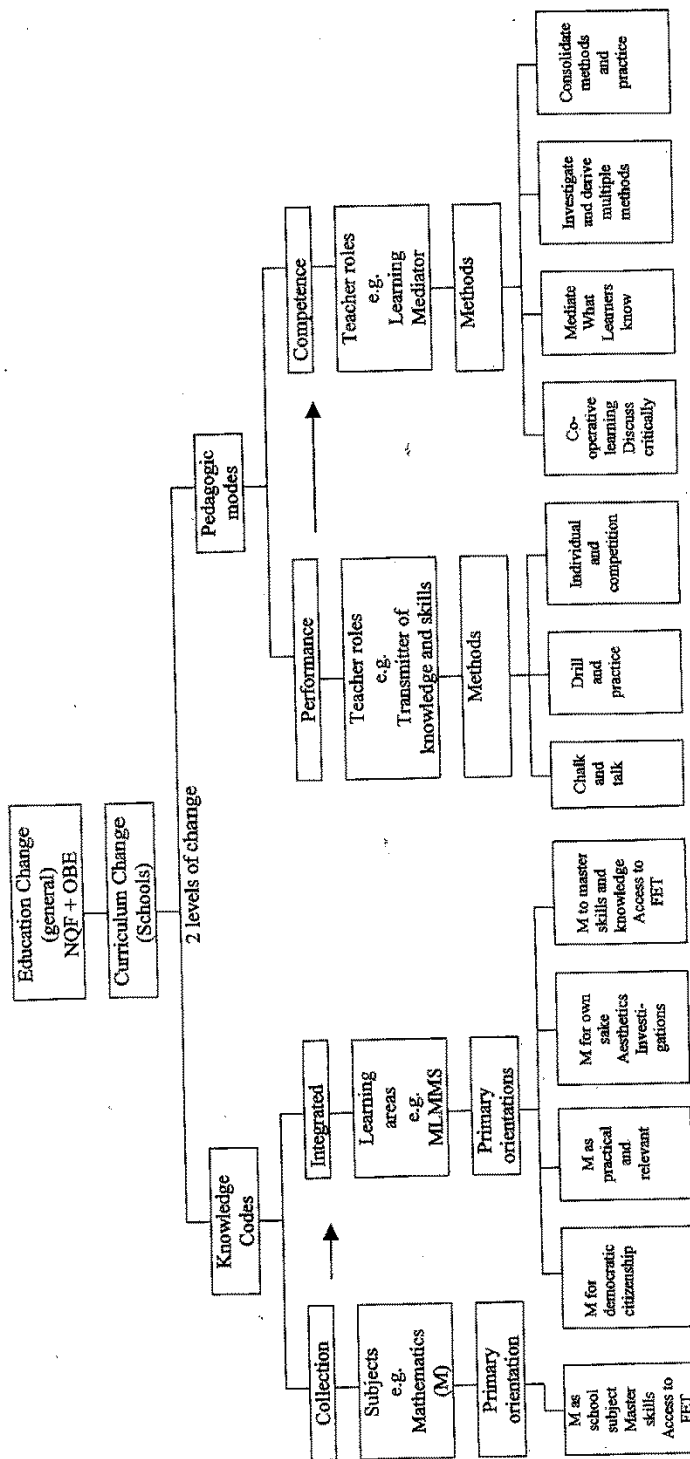 Education Change
(general)
NQF + OBE
Curriculum Change
(Schools)
2 levels of change
Knowledge
Codes
Pedagogic
modes
Collection
Integrated
Performance
Competence
Subjects
e.g.
Mathematics
(M)
Learning
areas
e.g.
MLMMS
Teacher roles
e.g.
Transmitter of
knowledge and skills
Teacher roles
e.g.
Learning
Mediator
Primary
orientation
Primary
orientations
Methods
Methods
M as
school
subject
Master
skills
Access to
FET
M for
democratic
citizenship
M as
practical
and
relevant
M for own
sake
Aesthetics
Investi-
gations
M to master
skills and
knowledge
Access to
FET
Chalk
and
talk
Drill
and
practice
Individual
and
competition
Co-
operative
learning
Discuss
critically
Mediate
What
Learners
know
Investigate
and derive
multiple
methods
Consolidate
methods
and
practice